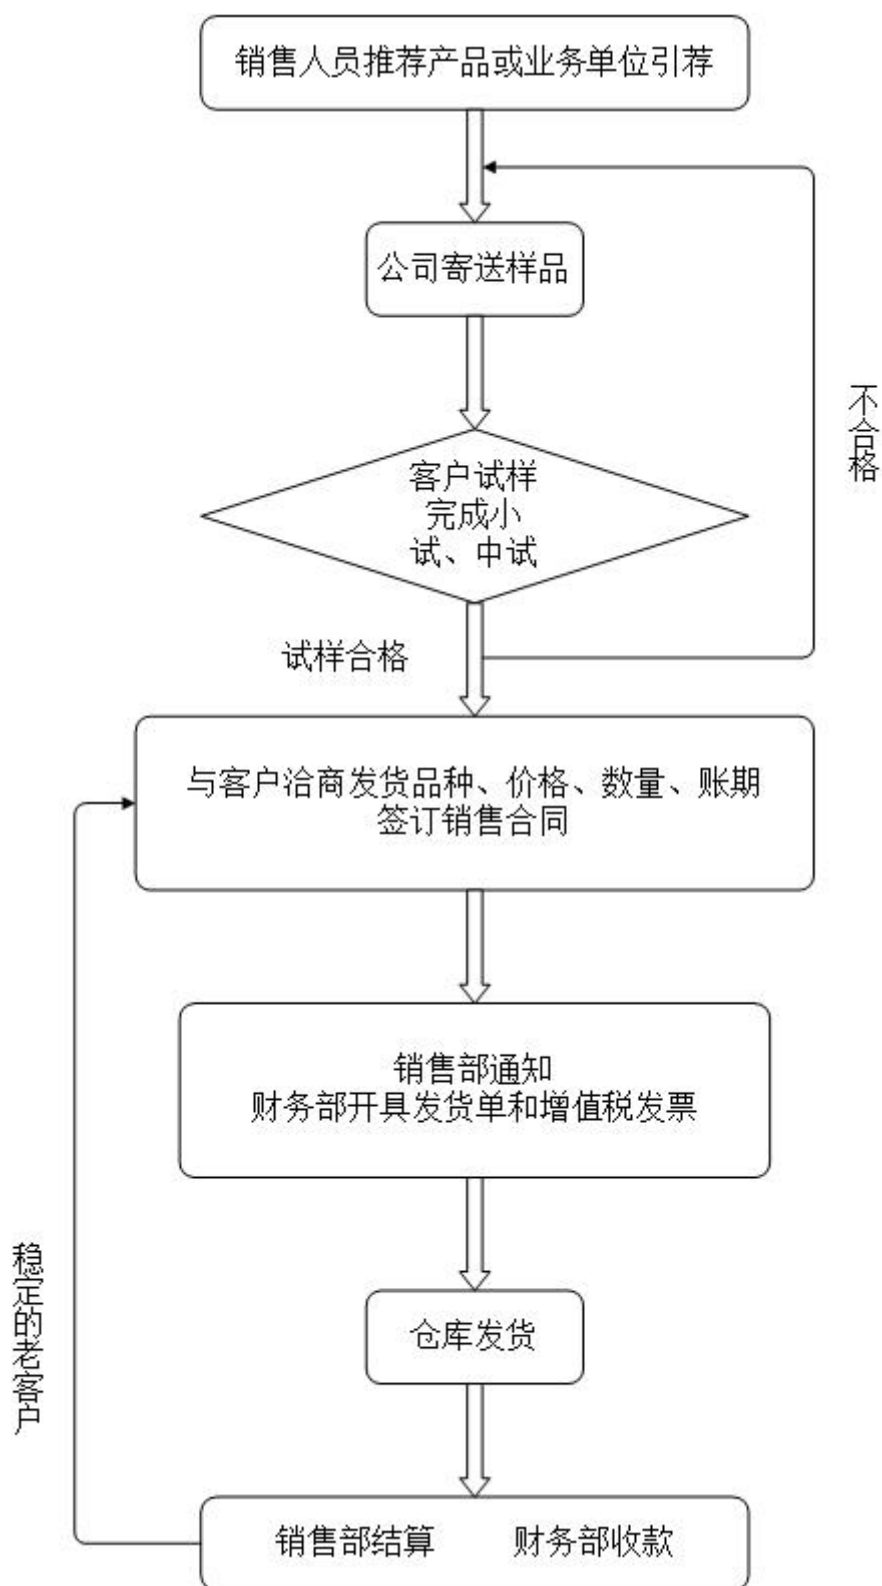 销售人员推荐产品或业务单位引荐
公司寄送样品
不合格
客户试样
完成小
试、中试
试样合格
与客户洽商发货品种、价格、数量、账期
签订销售合同
销售部通知
财务部开具发货单和增值税发票
稳定的老客户
仓库发货
销售部结算 财务部收款